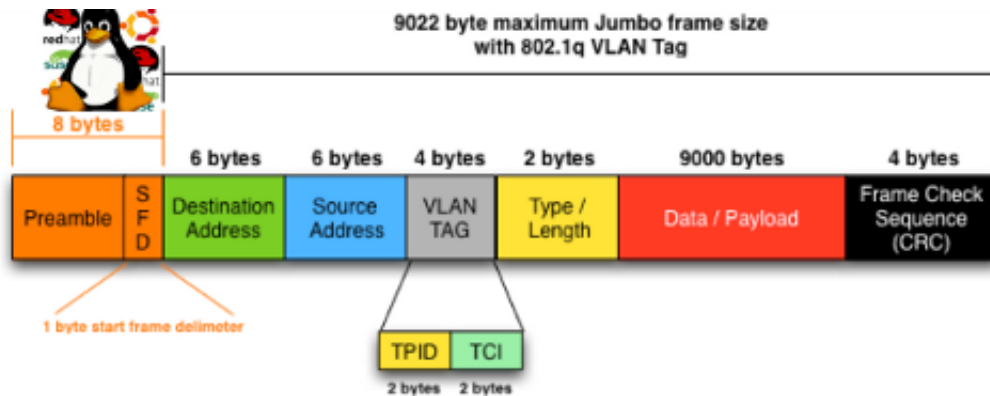 9022 byte maximum Jumbo frame size
with 802.1q VLAN Tag
redhat
8 bytes
6 bytes
6 bytes
4 bytes
2 bytes
9000 bytes
4 bytes
Preamble
S
F
D
Destination
Address
Source
Address
VLAN
TAG
Type /
Length
Data / Payload
Frame Check
Sequence
(CRC)
1 byte start frame delimeter
TPID
TCI
2 bytes
2 bytes